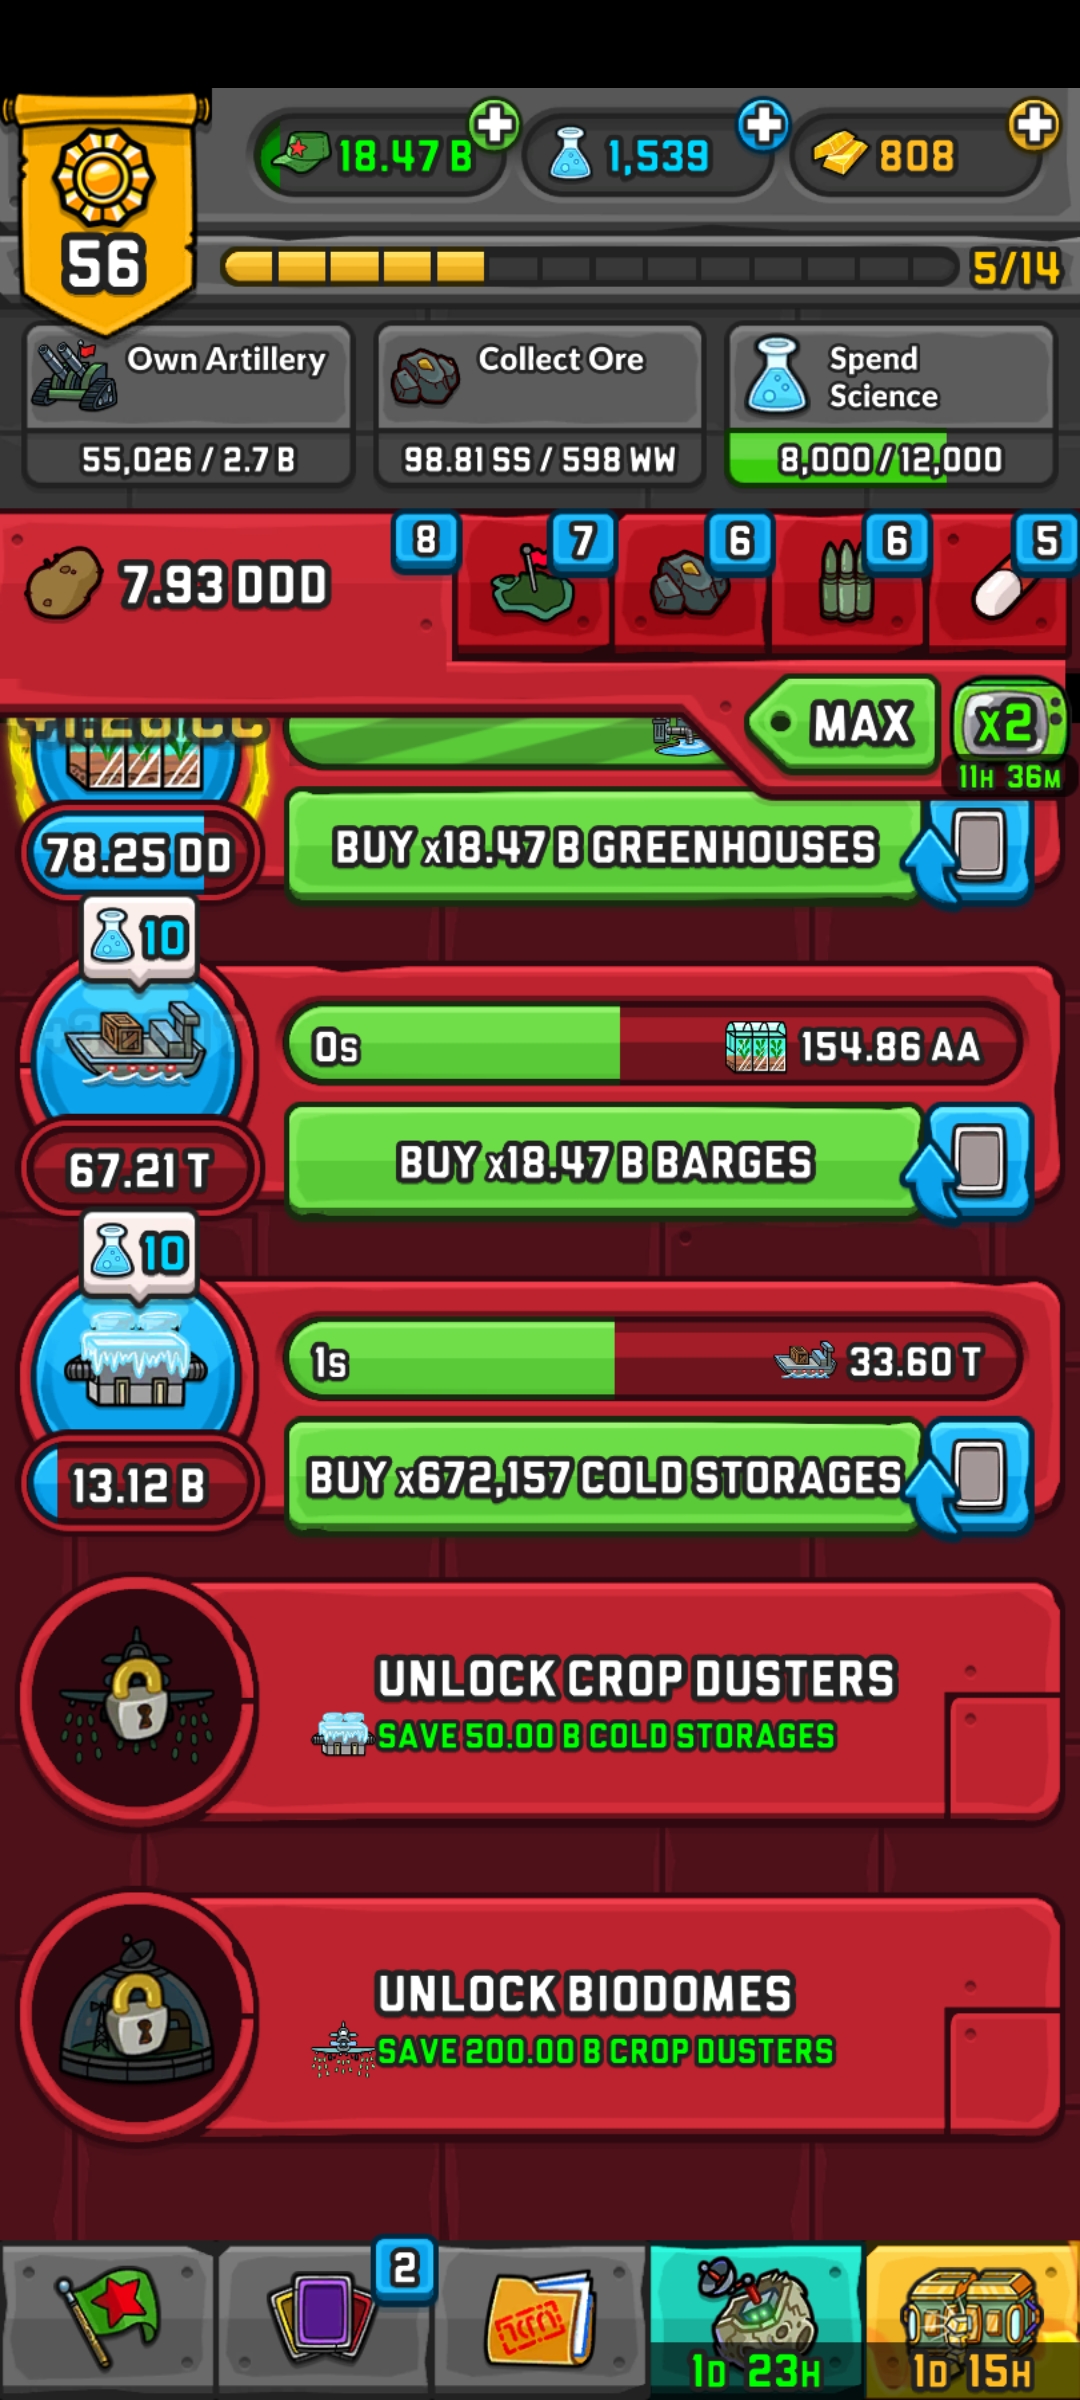 18.47 B
1,539
808
56
5/14
Own Artillery
55,026 / 2.7 B
Collect Ore
98.81 SS / 598 WW
Spend
Science
8,000 / 12,000
7.93 DDD
8
7
6
6
5
MAX
X2
11H 36M
78.25 DD
BUY x18.47 B GREENHOUSES
10
0s
154.86 AA
67.21 T
BUY x18.47 B BARGES
10
1s
33.60 T
13.12 B
BUY x672,157 COLD STORAGES
UNLOCK CROP DUSTERS
SAVE 50.00 B COLD STORAGES
UNLOCK BIODOMES
SAVE 200.00 B CROP DUSTERS
2
1D 23H
1D 15H